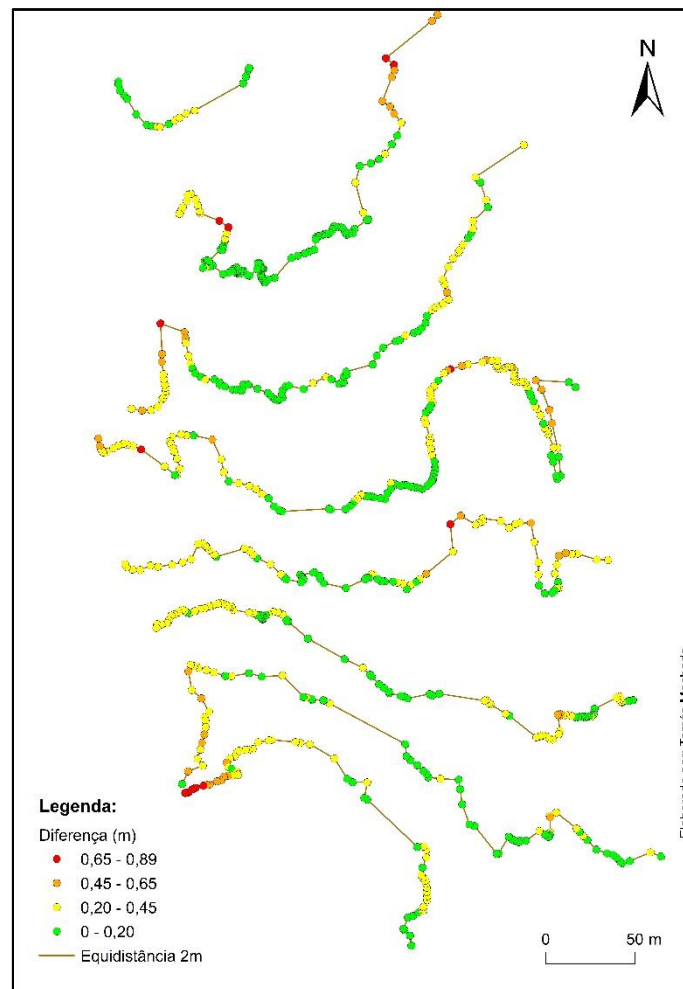 N
Legenda:
Diferença (m)
0,65 - 0,89
0,45 - 0,65
0,20 - 0,45
0 - 0,20
Equidistância 2m
0 50 m